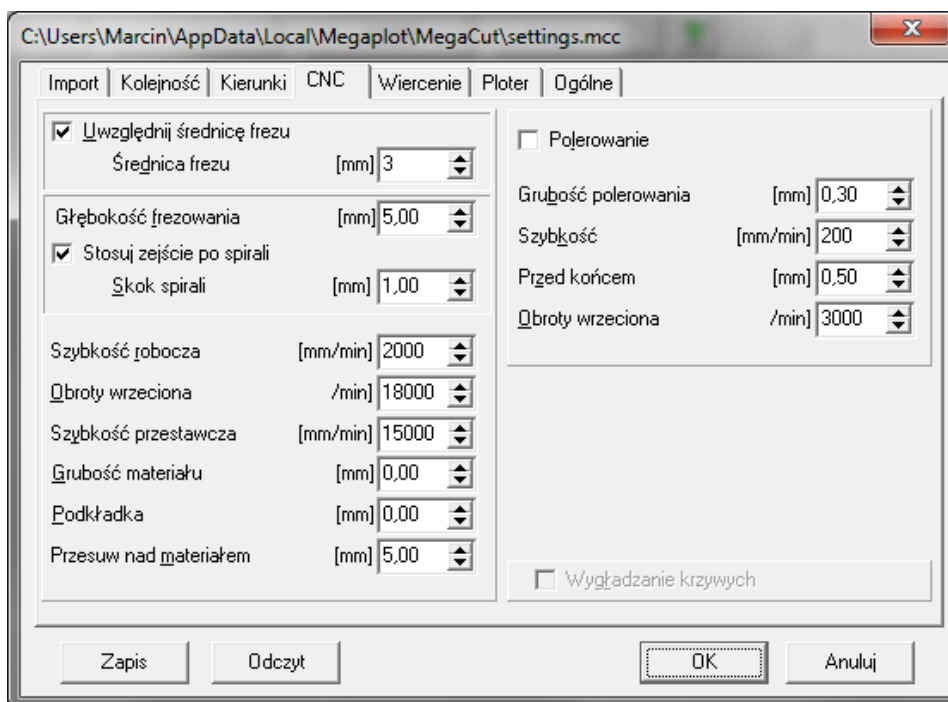 C:\Users\Marcin\AppData\Local\Megaplot\MegaCut\settings.mcc
Import Kolejność Kierunki CNC Wiercenie Ploter Ogólne
Uwzględnij średnicę frezu
Średnica frezu [mm] 3
Głębokość frezowania [mm] 5,00
Stosuj zejście po spirali
Skok spirali [mm] 1,00
Szybkość robocza [mm/min] 2000
Obroty wrzeciona /min] 18000
Szybkość przestawcza [mm/min] 15000
Grubość materiału [mm] 0,00
Podkładka [mm] 0,00
Przesuw nad materiałem [mm] 5,00
Polerowanie
Grubość polerowania [mm] 0,30
Szybkość [mm/min] 200
Przed końcem [mm] 0,50
Obroty wrzeciona /min] 3000
Wygładzanie krzywych
Zapis Odczyt OK Anuluj